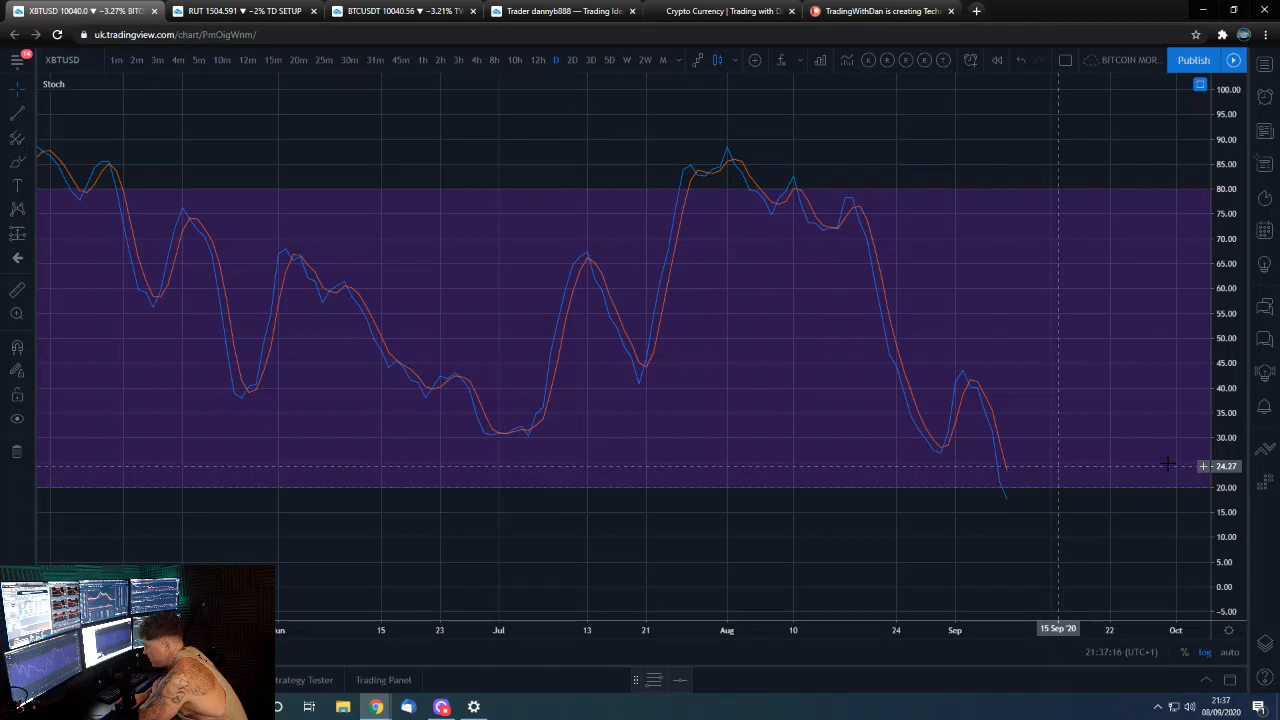 XBTUSD 10040.0 ▼ −3.27% BITC
RUT 1504.591 ▼ −2% TD SETUP
BTCUSDT 10040.56 ▼ −3.21% TV
Trader dannyb888 — Trading Ide
Crypto Currency | Trading with D
TradingWithDan is creating Tech
uk.tradingview.com/chart/PmOigWnm/
14
XBTUSD
1m 2m 3m 4m 5m 6m 10m 12m 15m 20m 25m 30m 31m 45m 1h 2h 4h 8h 10h 12h D 2D 3D 5D W 2W M
K R R R T
BITCOIN MOR...
Publish
Stoch
100.00
95.00
90.00
85.00
80.00
75.00
70.00
65.00
60.00
55.00
50.00
45.00
40.00
35.00
30.00
24.27
20.00
15.00
10.00
5.00
0.00
−5.00
un 15 23 Jul 13 21 Aug 10 24 Sep 15 Sep '20 22 Oct
21:37:16 (UTC+1) % log auto
trategy Tester Trading Panel
21:37
08/09/2020
1